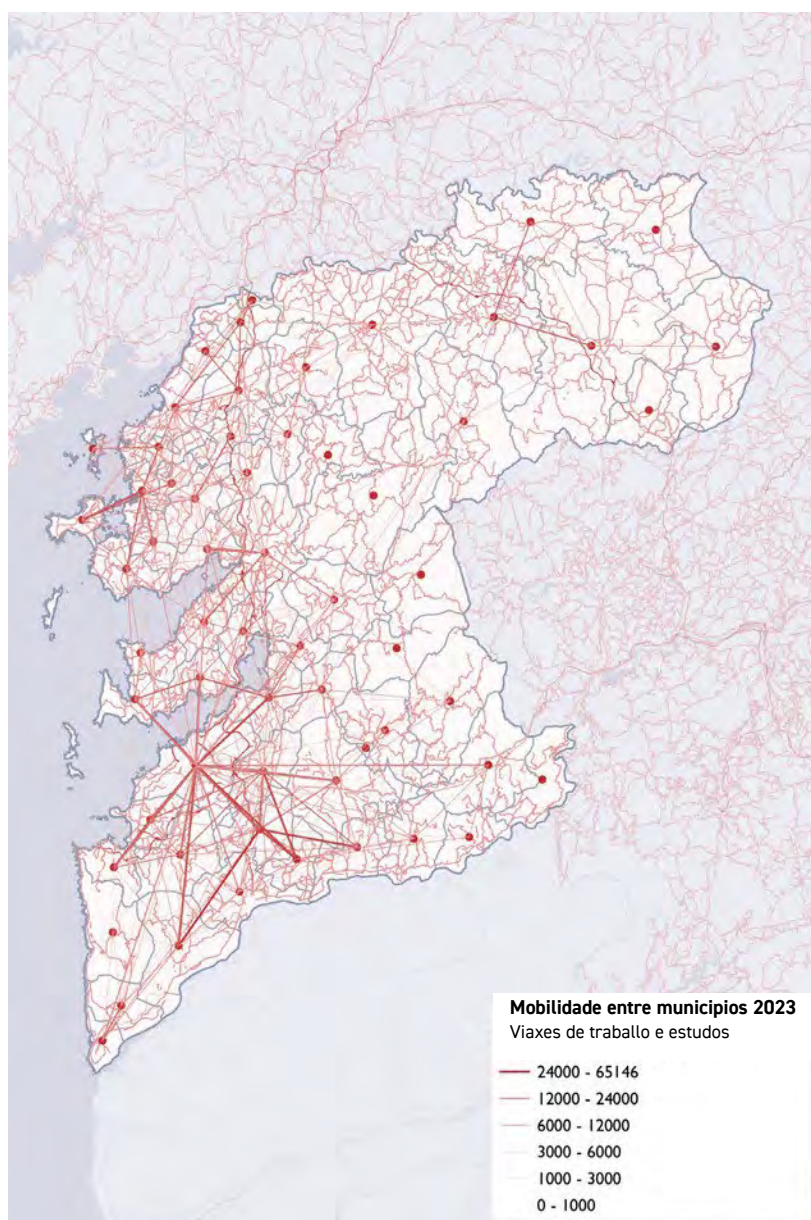 Mobilidade entre municipios 2023
Viaxes de traballo e estudos
24000 - 65146
12000 - 24000
6000 - 12000
3000 - 6000
1000 - 3000
0 - 1000